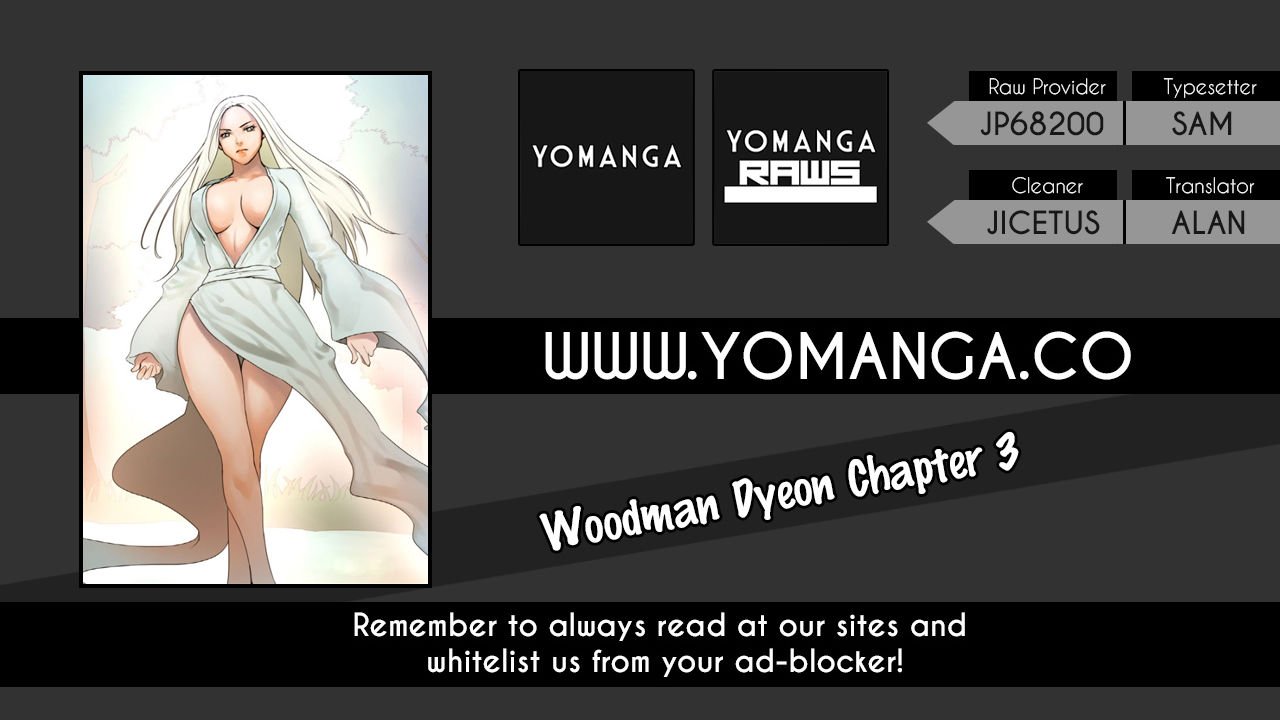 YOMANGA
YOMANGA
RAWS
Raw Provider
JP68200
Typesetter
SAM
Cleaner
JICETUS
Translator
ALAN
WWW.YOMANGA.CO
Woodman Dyeon Chapter 3
Remember to always read at our sites and
whitelist us from your ad-blocker!